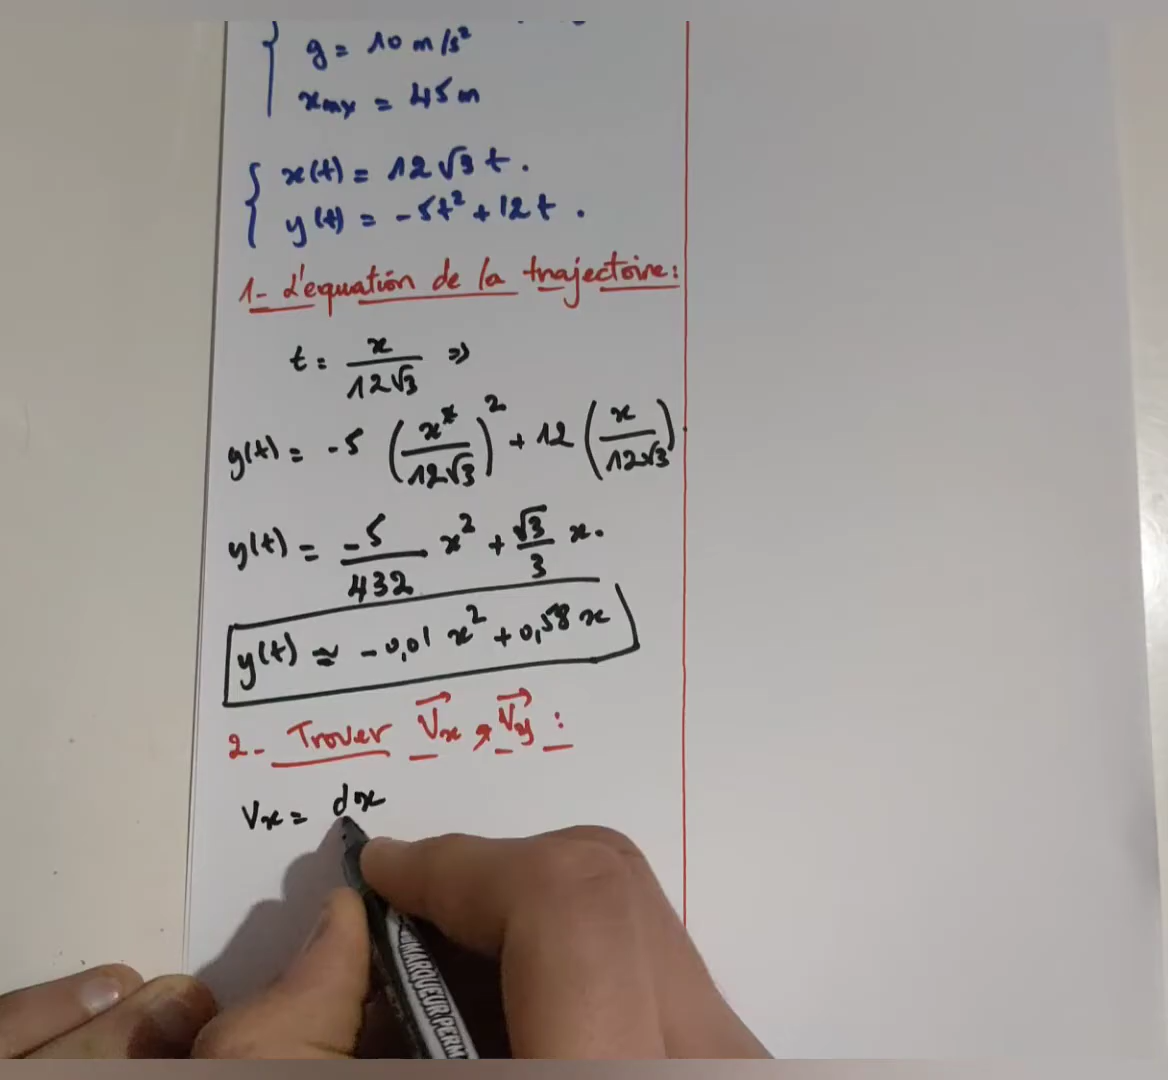 g = 10 m/s²
xmax = 45 m
x(t) = 12√3 t.
y(t) = -5t² + 12t.
1- L'equation de la trajectoire:
t = x/12√3 ⇒
y(t) = -5 (x/12√3)² + 12 (x/12√3)
y(t) = -5/432 x² + √3/3 x.
y(t) ≃ -0,01 x² + 0,58 x
2- Trover Vx, Vy :
Vx = dx
MARQUEUR PERM